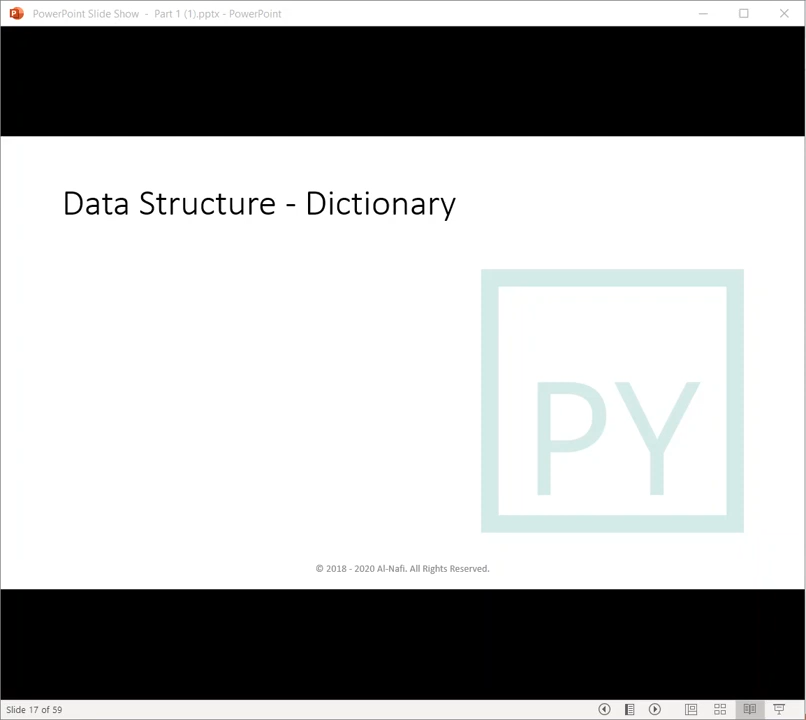 PowerPoint Slide Show - Part 1 (1).pptx - PowerPoint
Data Structure - Dictionary
PY
© 2018 - 2020 Al-Nafi. All Rights Reserved.
Slide 17 of 59